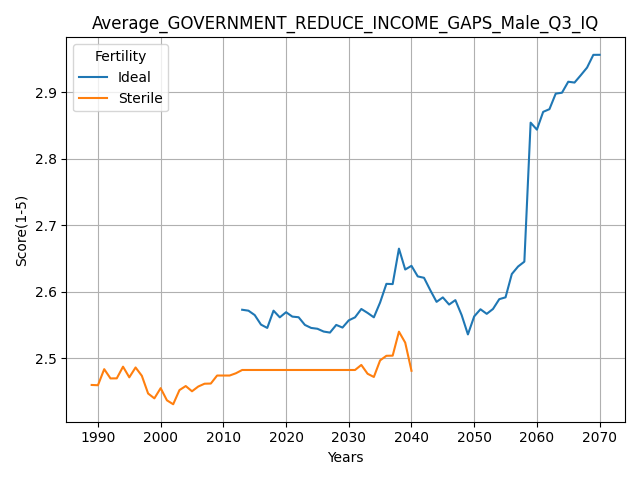 Average_GOVERNMENT_REDUCE_INCOME_GAPS_Male_Q3_IQ
Fertility
Ideal
Sterile
Score(1-5)
2.9
2.8
2.7
2.6
2.5
1990 2000 2010 2020 2030 2040 2050 2060 2070
Years